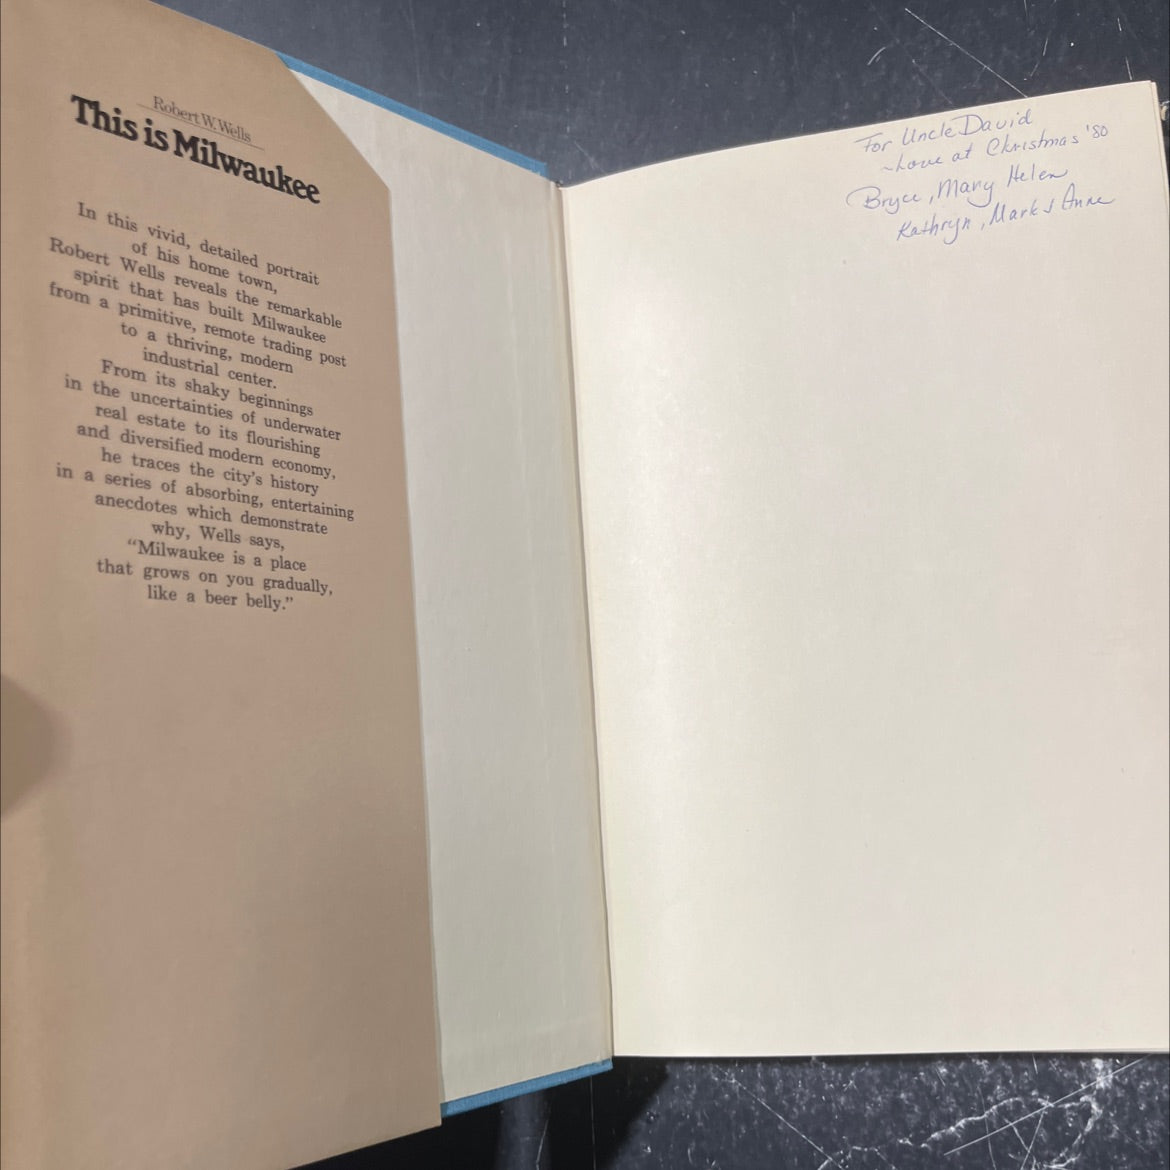 Robert W. Wells
This is Milwaukee
In this vivid, detailed portrait
of his home town,
Robert Wells reveals the remarkable
spirit that has built Milwaukee
from a primitive, remote trading post
to a thriving, modern
industrial center.
From its shaky beginnings
in the uncertainties of underwater
real estate to its flourishing
and diversified modern economy,
he traces the city's history
in a series of absorbing, entertaining
anecdotes which demonstrate
why, Wells says,
“Milwaukee is a place
that grows on you gradually,
like a beer belly.”
For Uncle David
~Love at Christmas '80
Bryce, Mary Helen
Kathryn, Mark & Anne